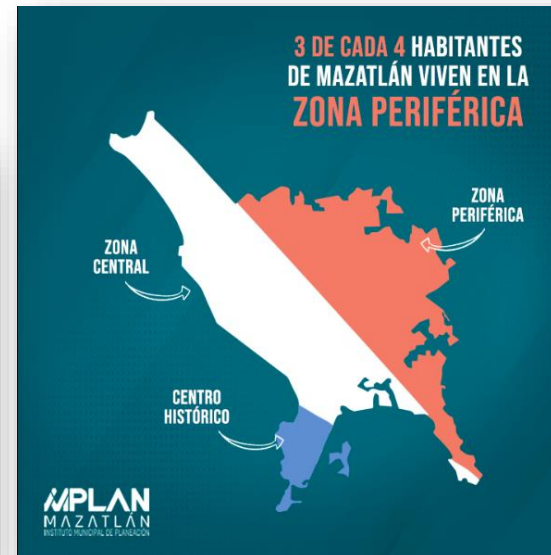 3 DE CADA 4 HABITANTES
DE MAZATLÁN VIVEN EN LA
ZONA PERIFÉRICA
ZONA
PERIFÉRICA
ZONA
CENTRAL
CENTRO
HISTÓRICO
MPLAN
MAZATLÁN
INSTITUTO MUNICIPAL DE PLANEACIÓN